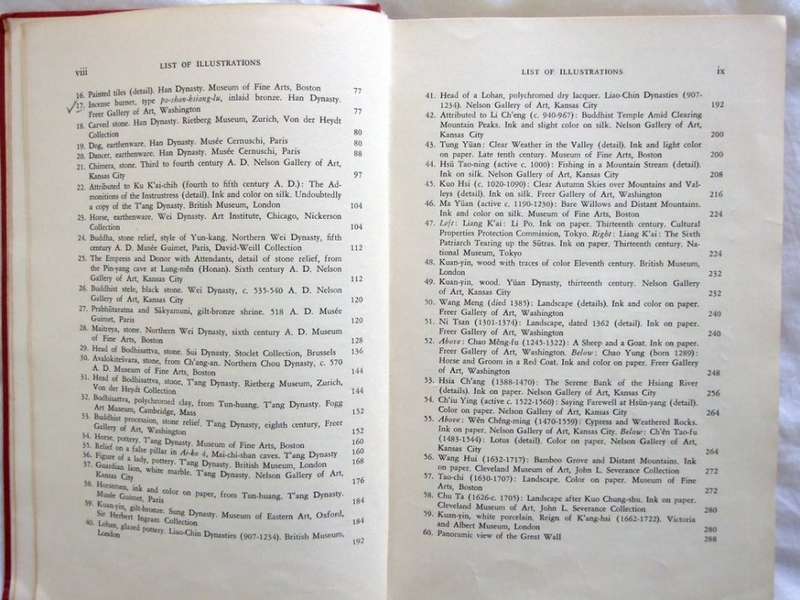 viii
LIST OF ILLUSTRATIONS
16. Painted tiles (detail). Han Dynasty. Museum of Fine Arts, Boston 77
17. Incense burner, type po-shan-hsiang-lu, inlaid bronze. Han Dynasty.
Freer Gallery of Art, Washington 77
18. Carved stone. Han Dynasty. Rietberg Museum, Zurich, Von der Heydt
Collection 80
19. Dog, earthenware. Han Dynasty. Musée Cernuschi, Paris 80
20. Dancer, earthenware. Han Dynasty. Musée Cernuschi, Paris 88
21. Chimera, stone. Third to fourth century A. D. Nelson Gallery of Art,
Kansas City 97
22. Attributed to Ku K'ai-chih (fourth to fifth century A. D.): The Ad-
monitions of the Instrustress (detail). Ink and color on silk. Undoubtedly
a copy of the T'ang Dynasty. British Museum, London 104
23. Horse, earthenware. Wei Dynasty. Art Institute, Chicago, Nickerson
Collection 104
24. Buddha, stone relief, style of Yun-kang. Northern Wei Dynasty, fifth
century A. D. Musée Guimet, Paris, David-Weill Collection 112
25. The Empress and Donor with Attendants, detail of stone relief, from
the Pin-yang cave at Lung-mên (Honan). Sixth century A. D. Nelson
Gallery of Art, Kansas City 112
26. Buddhist stele, black stone. Wei Dynasty, c. 535-540 A. D. Nelson
Gallery of Art, Kansas City 120
27. Prabhûtaratna and Sâkyamuni, gilt-bronze shrine. 518 A. D. Musée
Guimet, Paris 120
28. Maitreya, stone. Northern Wei Dynasty, sixth century A. D. Museum
of Fine Arts, Boston 128
29. Head of Bodhisattva, stone. Sui Dynasty. Stoclet Collection, Brussels 136
30. Avalokiteśvara, stone, from Ch'ang-an. Northern Chou Dynasty, c. 570
A. D. Museum of Fine Arts, Boston 144
31. Head of Bodhisattva, stone, T'ang Dynasty. Rietberg Museum, Zurich,
Von der Heydt Collection 144
32. Bodhisattva, polychromed clay, from Tun-huang. T'ang Dynasty. Fogg
Art Museum, Cambridge, Mass 152
33. Buddhist procession, stone relief. T'ang Dynasty, eighth century, Freer
Gallery of Art, Washington 152
34. Horse, pottery. T'ang Dynasty. Museum of Fine Arts, Boston 160
35. Relief on a false pillar in Mai-chi-shan caves. T'ang Dynasty 160
36. Figure of a lady, pottery. T'ang Dynasty. British Museum, London 168
37. Guardian lion, white marble. T'ang Dynasty. Nelson Gallery of Art,
Kansas City 176
38. Horseman, ink and color on paper, from Tun-huang. T'ang Dynasty.
Musée Guimet, Paris 184
39. Kuan-yin, gilt-bronze. Sung Dynasty. Museum of Eastern Art, Oxford,
Sir Herbert Ingram Collection 184
40. Lohan, glazed pottery. Liao-Chin Dynasties (907-1234). British Museum,
London 192
LIST OF ILLUSTRATIONS
ix
41. Head of a Lohan, polychromed dry lacquer. Liao-Chin Dynasties (907-
1234). Nelson Gallery of Art, Kansas City 192
42. Attributed to Li Ch'eng (c. 940-967): Buddhist Temple Amid Clearing
Mountain Peaks. Ink and slight color on silk. Nelson Gallery of Art,
Kansas City 200
43. Tung Yüan: Clear Weather in the Valley (detail). Ink and light color
on paper. Late tenth century. Museum of Fine Arts, Boston 200
44. Hsü Tao-ning (active c. 1000): Fishing in a Mountain Stream (detail).
Ink on silk. Nelson Gallery of Art, Kansas City 208
45. Kuo Hsi (c. 1020-1090): Clear Autumn Skies over Mountains and Val-
leys (detail). Ink on silk. Freer Gallery of Art, Washington 216
46. Ma Yüan (active c. 1190-1230): Bare Willows and Distant Mountains.
Ink and color on silk. Museum of Fine Arts, Boston 224
47. Left: Liang K'ai: Li Po. Ink on paper. Thirteenth century. Cultural
Properties Protection Commission, Tokyo. Right: Liang K'ai: The Sixth
Patriarch Tearing up the Sūtras. Ink on paper. Thirteenth century. Na-
tional Museum, Tokyo 224
48. Kuan-yin, wood with traces of color Eleventh century. British Museum,
London 232
49. Kuan-yin, wood. Yüan Dynasty, thirteenth century. Nelson Gallery
of Art, Kansas City 232
50. Wang Meng (died 1385): Landscape (details). Ink and color on paper.
Freer Gallery of Art, Washington 240
51. Ni Tsan (1301-1374): Landscape, dated 1362 (detail). Ink on paper.
Freer Gallery of Art, Washington 240
52. Above: Chao Mêng-fu (1245-1322): A Sheep and a Goat. Ink on paper.
Freer Gallery of Art, Washington. Below: Chao Yung (born 1289):
Horse and Groom in a Red Coat. Ink and color on paper. Freer Gallery
of Art, Washington 248
53. Hsia Ch'ang (1388-1470): The Serene Bank of the Hsiang River
(details). Ink on paper. Nelson Gallery of Art, Kansas City 256
54. Ch'iu Ying (active c. 1522-1560): Saying Farewell at Hsün-yang (detail).
Color on paper. Nelson Gallery of Art, Kansas City 264
55. Above: Wên Chêng-ming (1470-1559): Cypress and Weathered Rocks.
Ink on paper. Nelson Gallery of Art, Kansas City. Below: Ch'ên Tao-fu
(1483-1544): Lotus (detail). Color on paper. Nelson Gallery of Art,
Kansas City 264
56. Wang Hui (1632-1717): Bamboo Grove and Distant Mountains. Ink
on paper. Cleveland Museum of Art, John L. Severance Collection 272
57. Tao-chi (1630-1707): Landscape. Color on paper. Museum of Fine
Arts, Boston 272
58. Chu Ta (1626-c. 1705): Landscape after Kuo Chung-shu. Ink on paper.
Cleveland Museum of Art, John L. Severance Collection 280
59. Kuan-yin, white porcelain. Reign of K'ang-hsi (1662-1722). Victoria
and Albert Museum, London 280
60. Panoramic view of the Great Wall 288